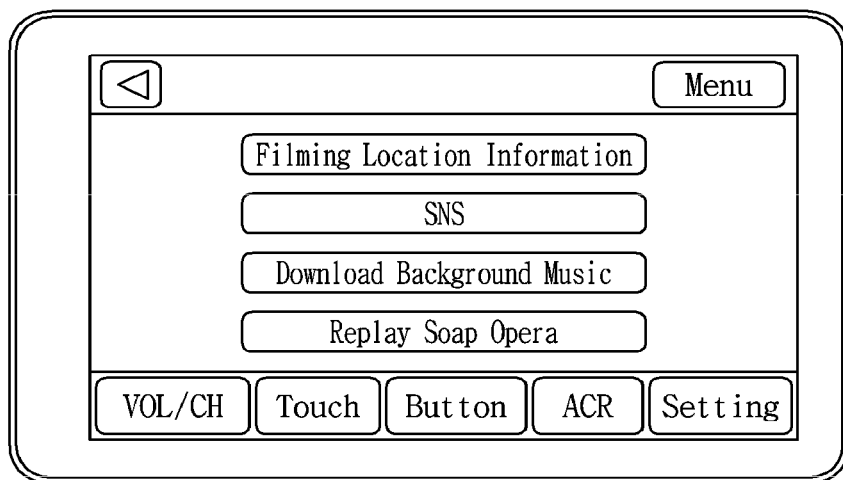 Menu
Filming Location Information
SNS
Download Background Music
Replay Soap Opera
VOL/CH Touch Button ACR Setting